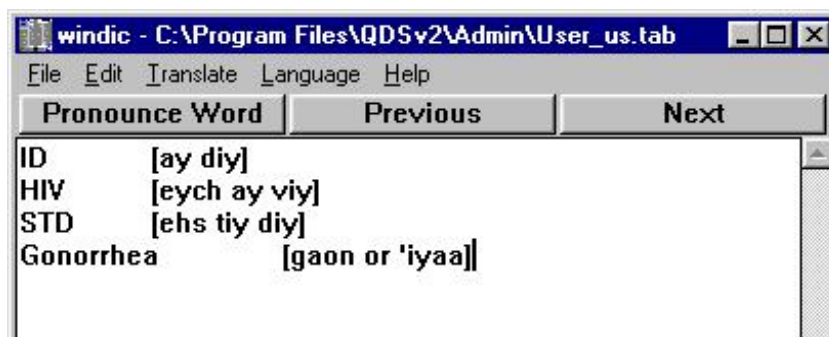 windic - C:\Program Files\QDSv2\Admin\User_us.tab
File Edit Translate Language Help
Pronounce Word Previous Next
ID [ay diy]
HIV [eych ay viy]
STD [ehs tiy diy]
Gonorrhea [gaon or 'iyaa]